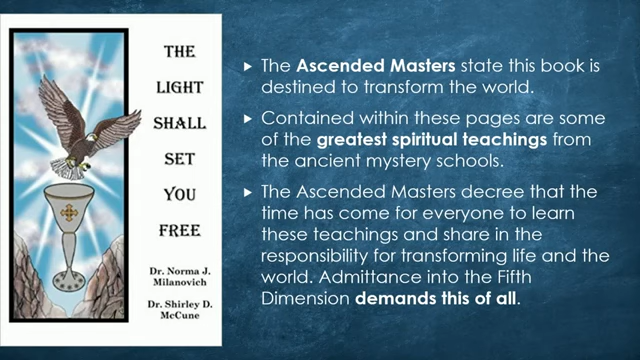 THE
LIGHT
SHALL
SET
YOU
FREE
Dr. Norma J.
Milanovich
Dr. Shirley D.
McCune
The Ascended Masters state this book is
destined to transform the world.
Contained within these pages are some
of the greatest spiritual teachings from
the ancient mystery schools.
The Ascended Masters decree that the
time has come for everyone to learn
these teachings and share in the
responsibility for transforming life and the
world. Admittance into the Fifth
Dimension demands this of all.